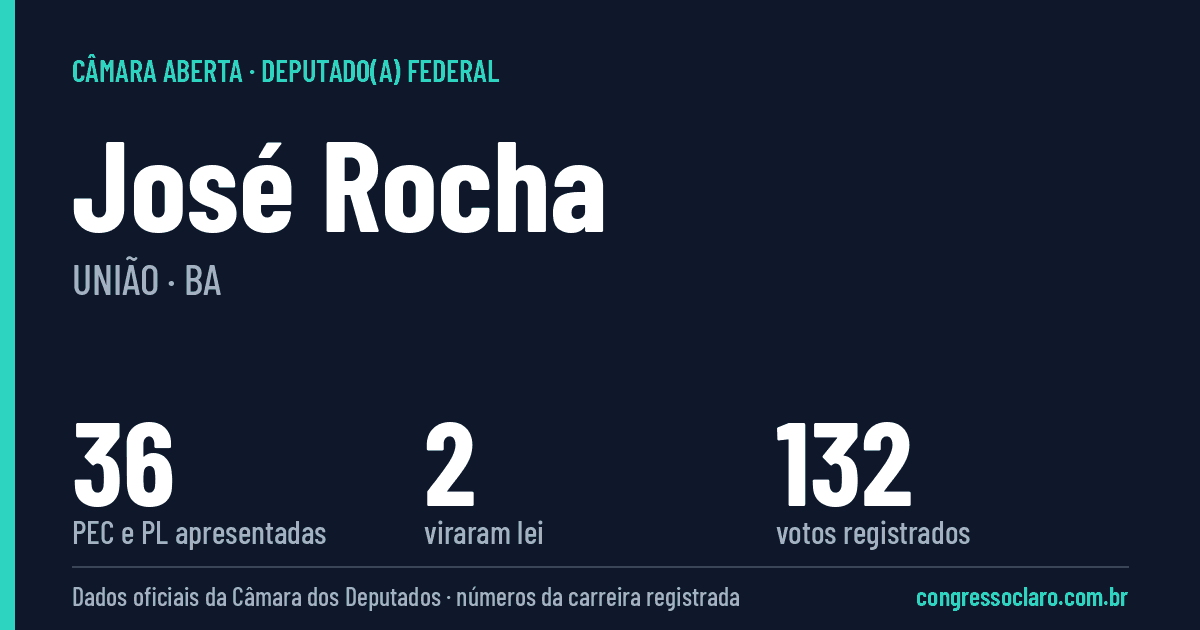 CÂMARA ABERTA · DEPUTADO(A) FEDERAL
José Rocha
UNIÃO · BA
36 2 132
PEC e PL apresentadas viraram lei votos registrados
Dados oficiais da Câmara dos Deputados · números da carreira registrada congressoclaro.com.br